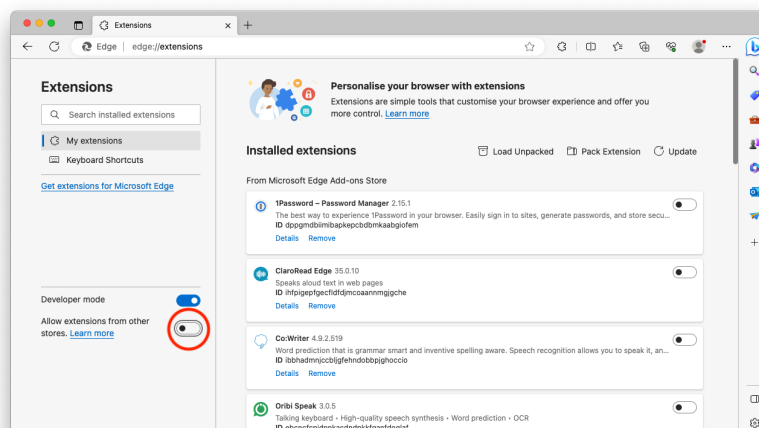 Extensions
Edge
edge://extensions
Extensions
Search installed extensions
My extensions
Keyboard Shortcuts
Get extensions for Microsoft Edge
Developer mode
Allow extensions from other
stores. Learn more
Personalise your browser with extensions
Extensions are simple tools that customise your browser experience and offer you
more control. Learn more
Installed extensions
Load Unpacked
Pack Extension
Update
From Microsoft Edge Add-ons Store
1Password – Password Manager 2.15.1
The best way to experience 1Password in your browser. Easily sign in to sites, generate passwords, and store secu...
ID dppgmdbiimibapkepcbdbmkaabgiofem
Details Remove
ClaroRead Edge 35.0.10
Speaks aloud text in web pages
ID ihfpigepfgecfldfdjmcoaannmgjgche
Details Remove
Co:Writer 4.9.2.519
Word prediction that is grammar smart and inventive spelling aware. Speech recognition allows you to speak it, an...
ID ibbhadmnjccbljgfehndobbpjghoccio
Details Remove
Oribi Speak 3.0.5
Talking keyboard • High-quality speech synthesis • Word prediction • OCR